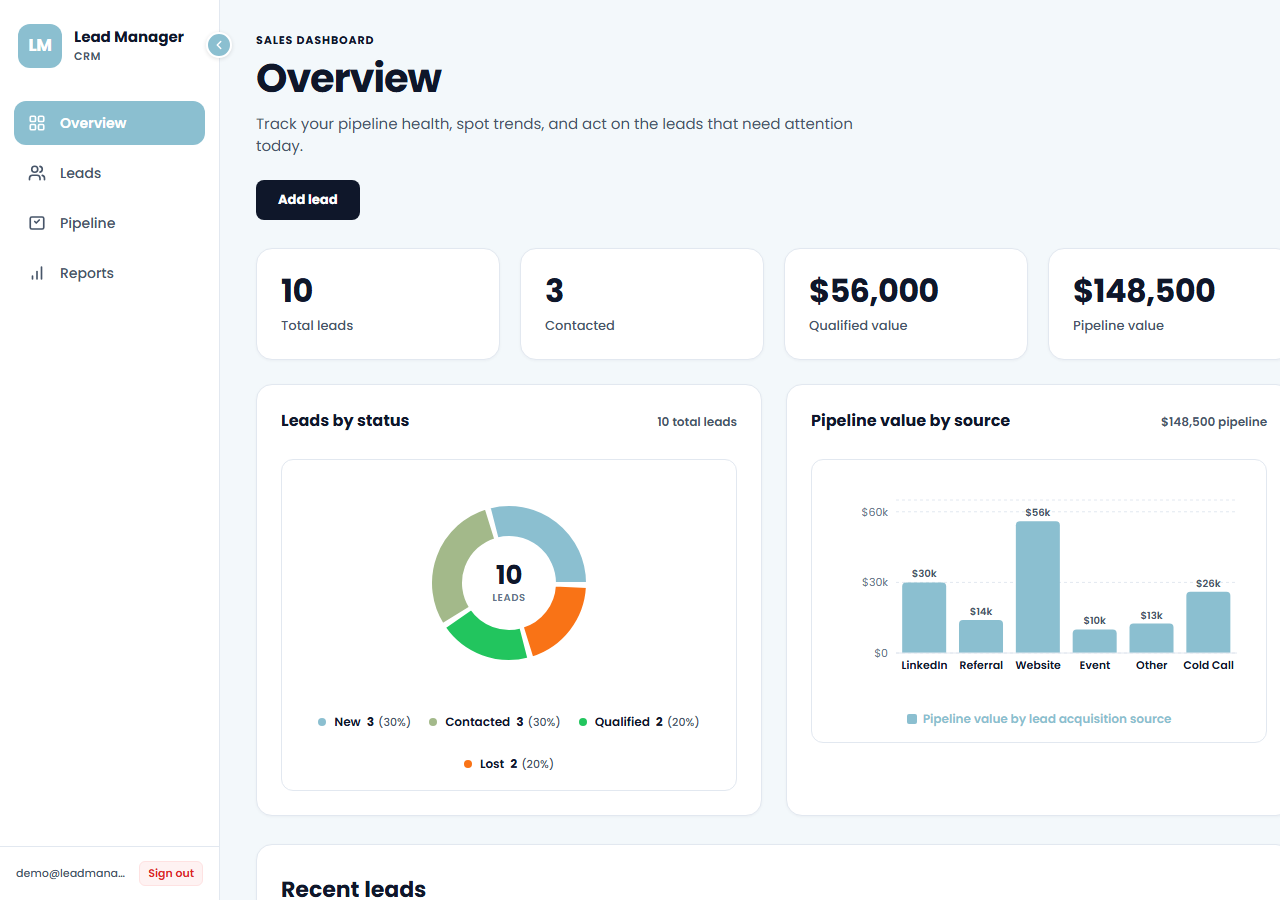 LM
Lead Manager
CRM
Overview
Leads
Pipeline
Reports
demo@leadmana...
Sign out
SALES DASHBOARD
Overview
Track your pipeline health, spot trends, and act on the leads that need attention
today.
Add lead
10
Total leads
3
Contacted
$56,000
Qualified value
$148,500
Pipeline value
Leads by status
10 total leads
10
LEADS
New 3 (30%)
Contacted 3 (30%)
Qualified 2 (20%)
Lost 2 (20%)
Pipeline value by source
$148,500 pipeline
$60k
$30k
$0
$30k
$14k
$56k
$10k
$13k
$26k
LinkedIn
Referral
Website
Event
Other
Cold Call
Pipeline value by lead acquisition source
Recent leads